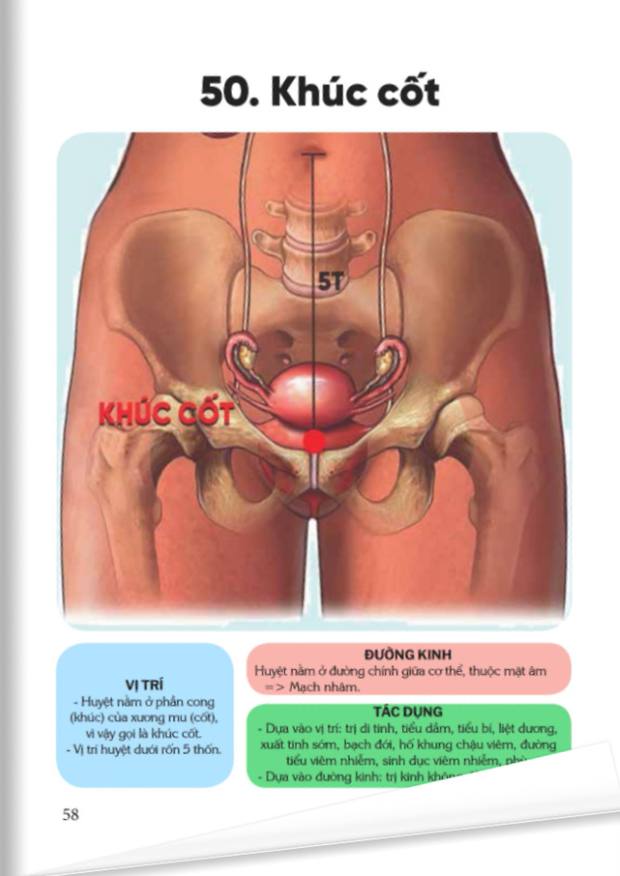 50. Khúc cốt
5T
KHÚC CỐT
VỊ TRÍ
- Huyệt nằm ở phần cong
(khúc) của xương mu (cốt),
vì vậy gọi là khúc cốt.
- Vị trí huyệt dưới rốn 5 thốn.
ĐƯỜNG KINH
Huyệt nằm ở đường chính giữa cơ thể, thuộc mặt âm
=> Mạch nhâm.
TÁC DỤNG
- Dựa vào vị trí: trị di tinh, tiểu dầm, tiểu bí, liệt dương,
xuất tinh sớm, bạch đới, hố khung chậu viêm, đường
tiểu viêm nhiễm, sinh dục viêm nhiễm,
- Dựa vào đường kinh: trị kinh
58